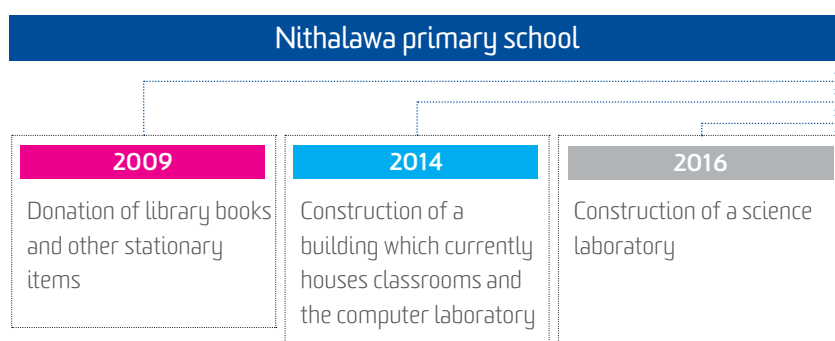 Nithalawa primary school
2009
Donation of library books
and other stationary
items
2014
Construction of a
building which currently
houses classrooms and
the computer laboratory
2016
Construction of a science
laboratory